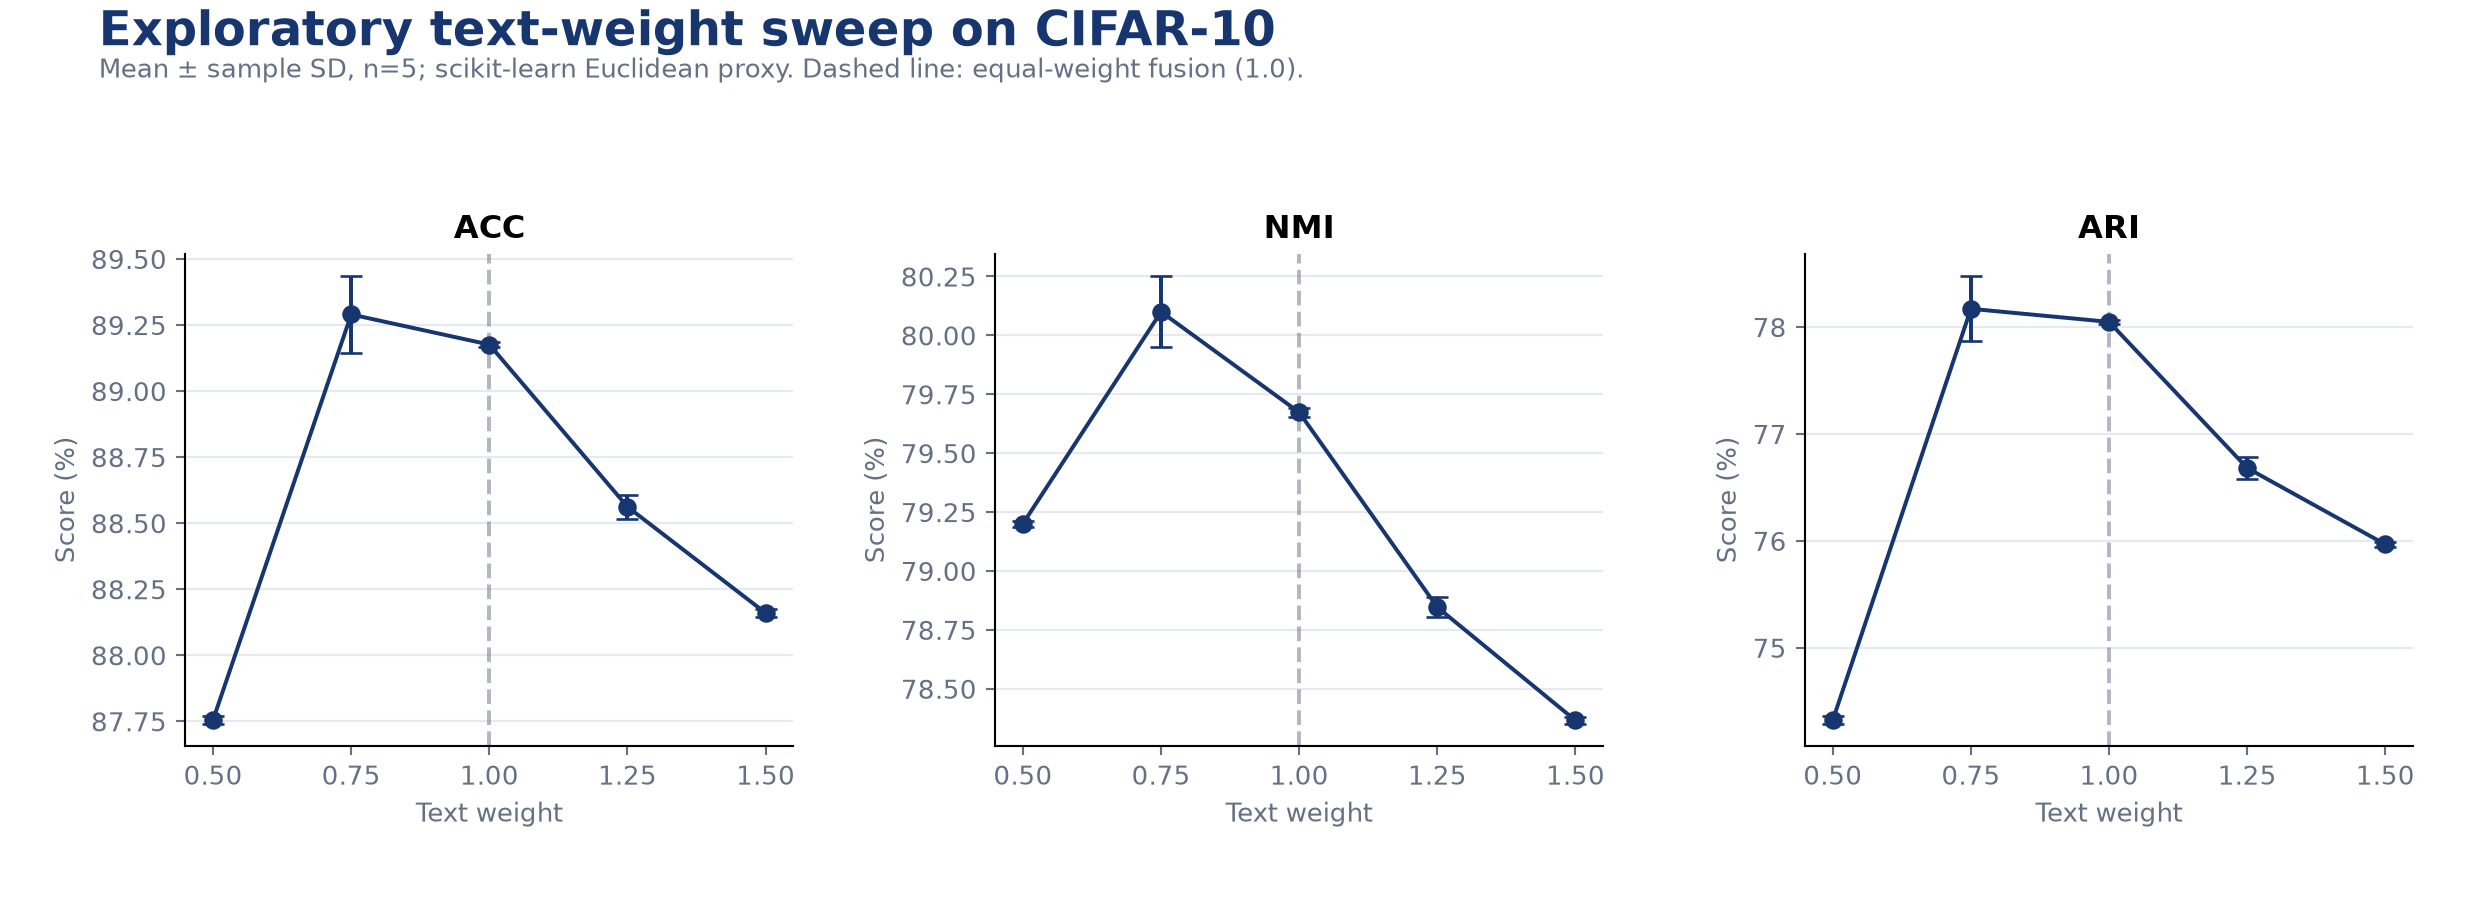 Exploratory text-weight sweep on CIFAR-10
Mean ± sample SD, n=5; scikit-learn Euclidean proxy. Dashed line: equal-weight fusion (1.0).
ACC
89.50
89.25
89.00
88.75
88.50
88.25
88.00
87.75
Score (%)
0.50 0.75 1.00 1.25 1.50
Text weight
NMI
80.25
80.00
79.75
79.50
79.25
79.00
78.75
78.50
Score (%)
0.50 0.75 1.00 1.25 1.50
Text weight
ARI
78
77
76
75
Score (%)
0.50 0.75 1.00 1.25 1.50
Text weight